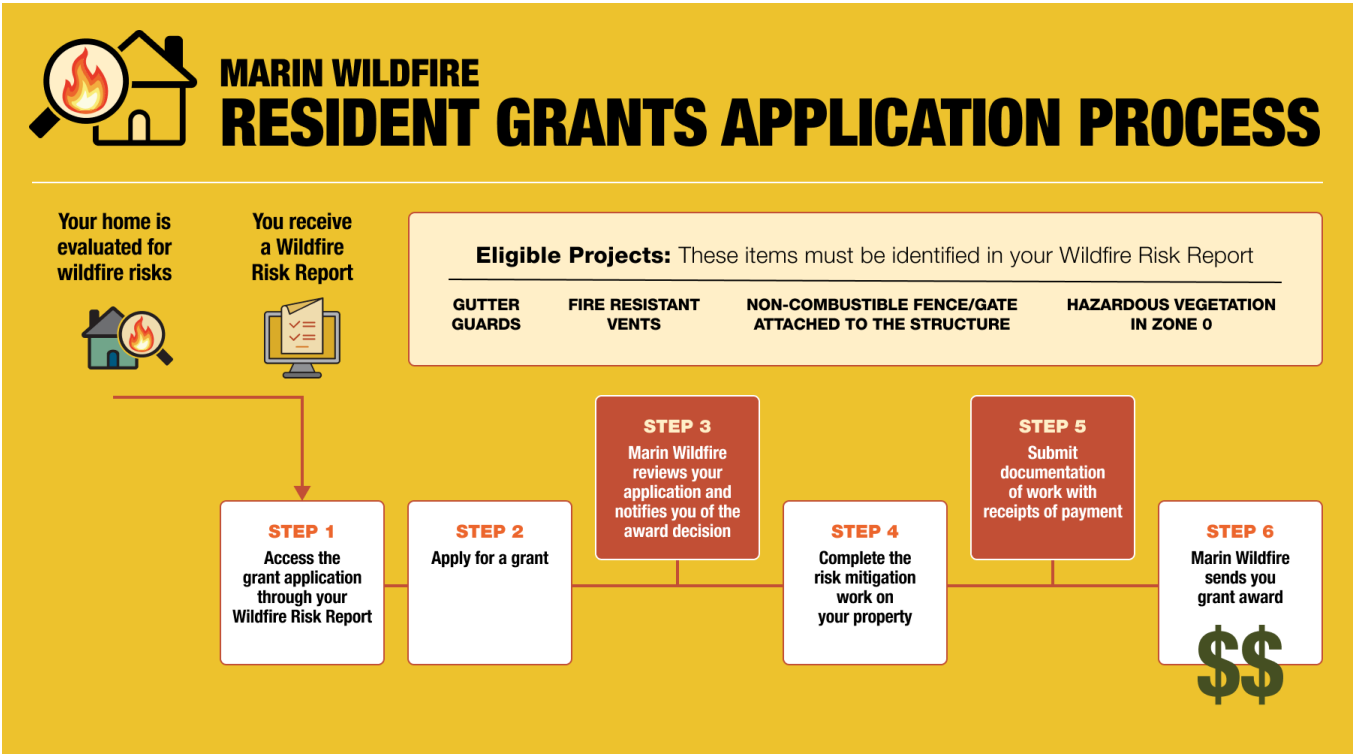 MARIN WILDFIRE
RESIDENT GRANTS APPLICATION PROCESS
Your home is
evaluated for
wildfire risks
You receive
a Wildfire
Risk Report
Eligible Projects: These items must be identified in your Wildfire Risk Report
GUTTER
GUARDS
FIRE RESISTANT
VENTS
NON-COMBUSTIBLE FENCE/GATE
ATTACHED TO THE STRUCTURE
HAZARDOUS VEGETATION
IN ZONE 0
STEP 1
Access the
grant application
through your
Wildfire Risk Report
STEP 2
Apply for a grant
STEP 3
Marin Wildfire
reviews your
application and
notifies you of the
award decision
STEP 4
Complete the
risk mitigation
work on
your property
STEP 5
Submit
documentation
of work with
receipts of payment
STEP 6
Marin Wildfire
sends you
grant award
$$